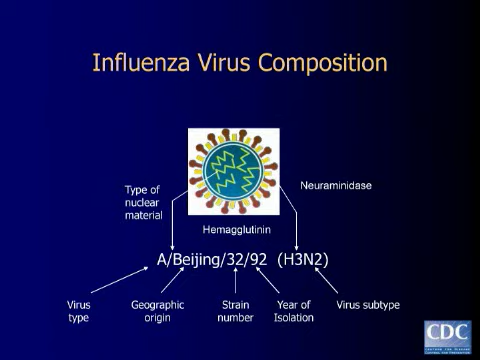 Influenza Virus Composition
Type of
nuclear
material
Neuraminidase
Hemagglutinin
A/Beijing/32/92 (H3N2)
Virus
type
Geographic
origin
Strain
number
Year of
Isolation
Virus subtype
CDC